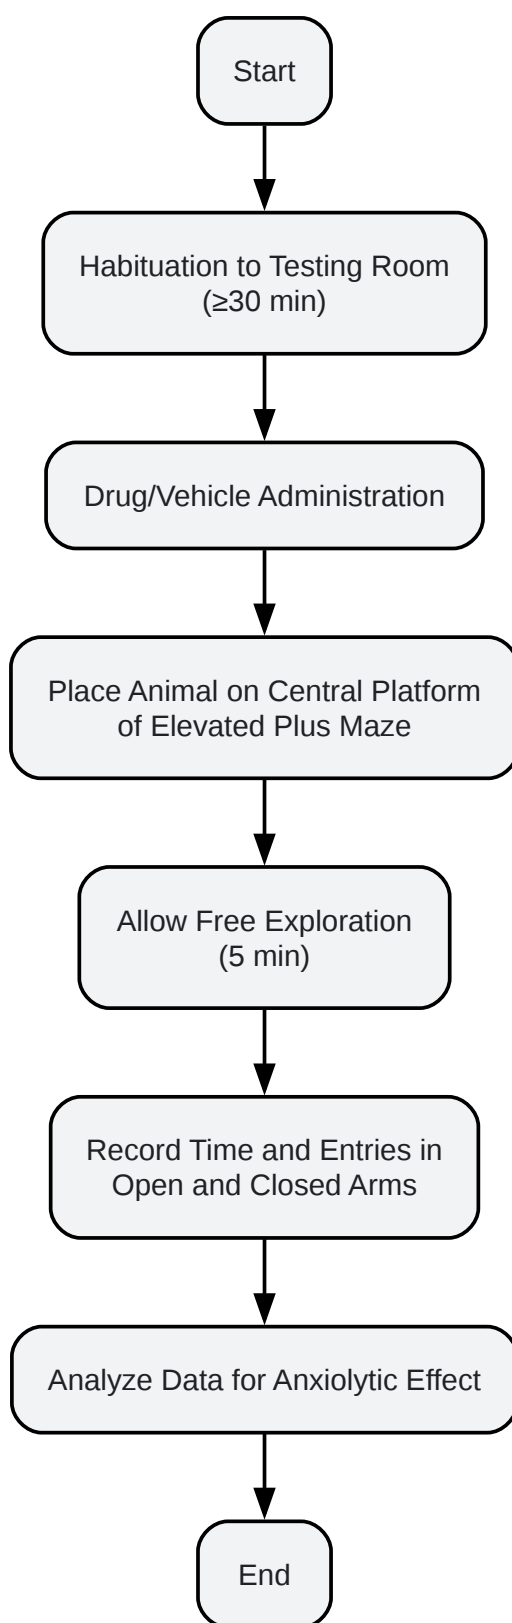 Start
Habituation to Testing Room
(≥30 min)
Drug/Vehicle Administration
Place Animal on Central Platform
of Elevated Plus Maze
Allow Free Exploration
(5 min)
Record Time and Entries in
Open and Closed Arms
Analyze Data for Anxiolytic Effect
End